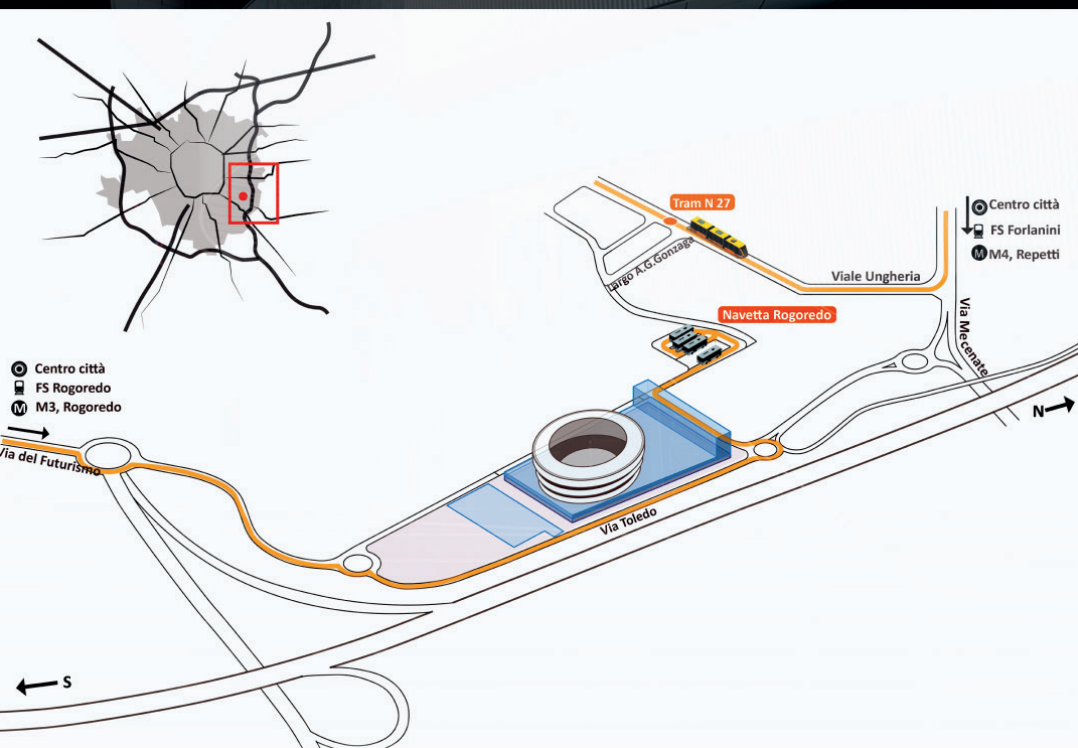 Tram N 27
Centro città
FS Forlanini
M M4, Repetti
Largo A.G.Gonzaga
Viale Ungheria
Via Mecenate
Navetta Rogoredo
Centro città
FS Rogoredo
M M3, Rogoredo
N
Via del Futurismo
Via Toledo
S